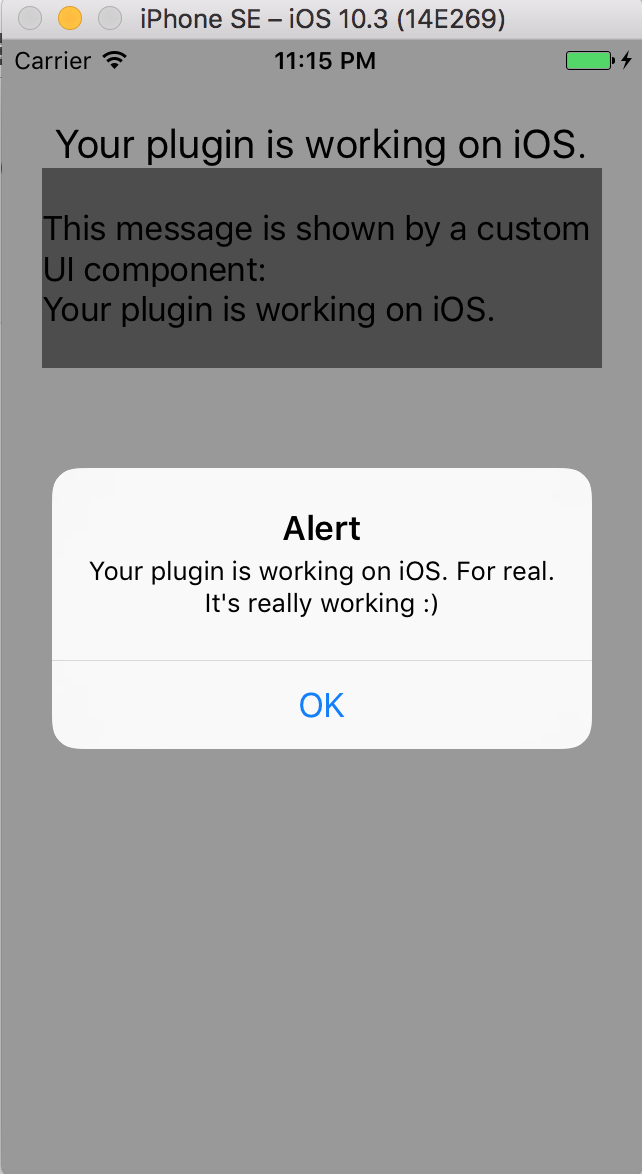 iPhone SE – iOS 10.3 (14E269)
Carrier 11:15 PM
Your plugin is working on iOS.
This message is shown by a custom
UI component:
Your plugin is working on iOS.
Alert
Your plugin is working on iOS. For real.
It's really working :)
OK